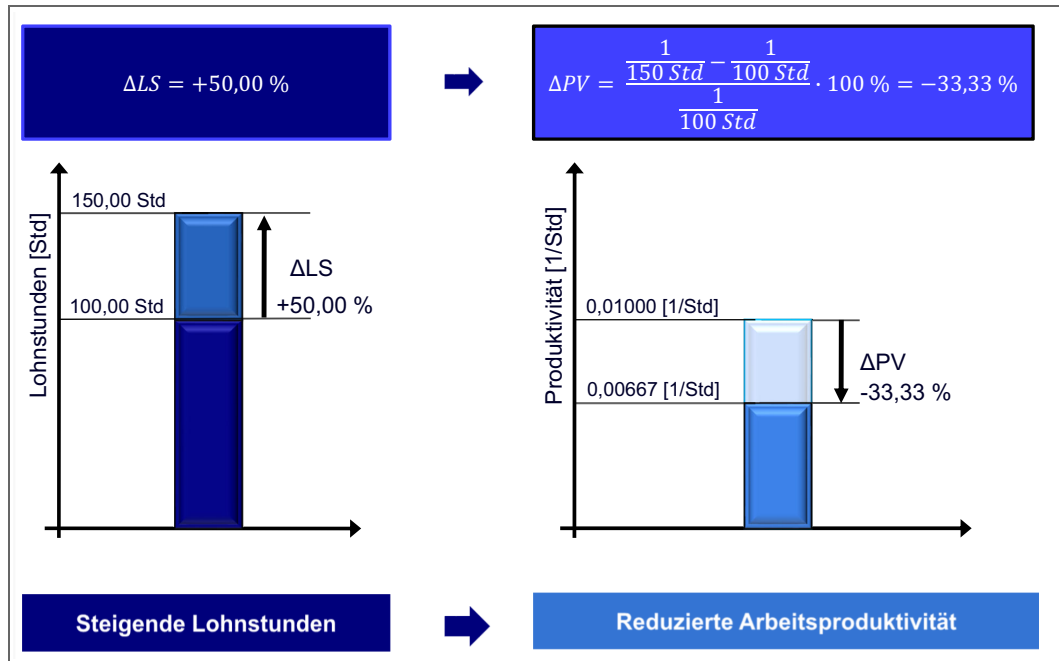 ΔLS = +50,00 %
ΔPV = (1/(150 Std) − 1/(100 Std)) / (1/(100 Std)) · 100 % = −33,33 %
Lohnstunden [Std]
150,00 Std
100,00 Std
ΔLS
+50,00 %
Produktivität [1/Std]
0,01000 [1/Std]
0,00667 [1/Std]
ΔPV
-33,33 %
Steigende Lohnstunden
Reduzierte Arbeitsproduktivität